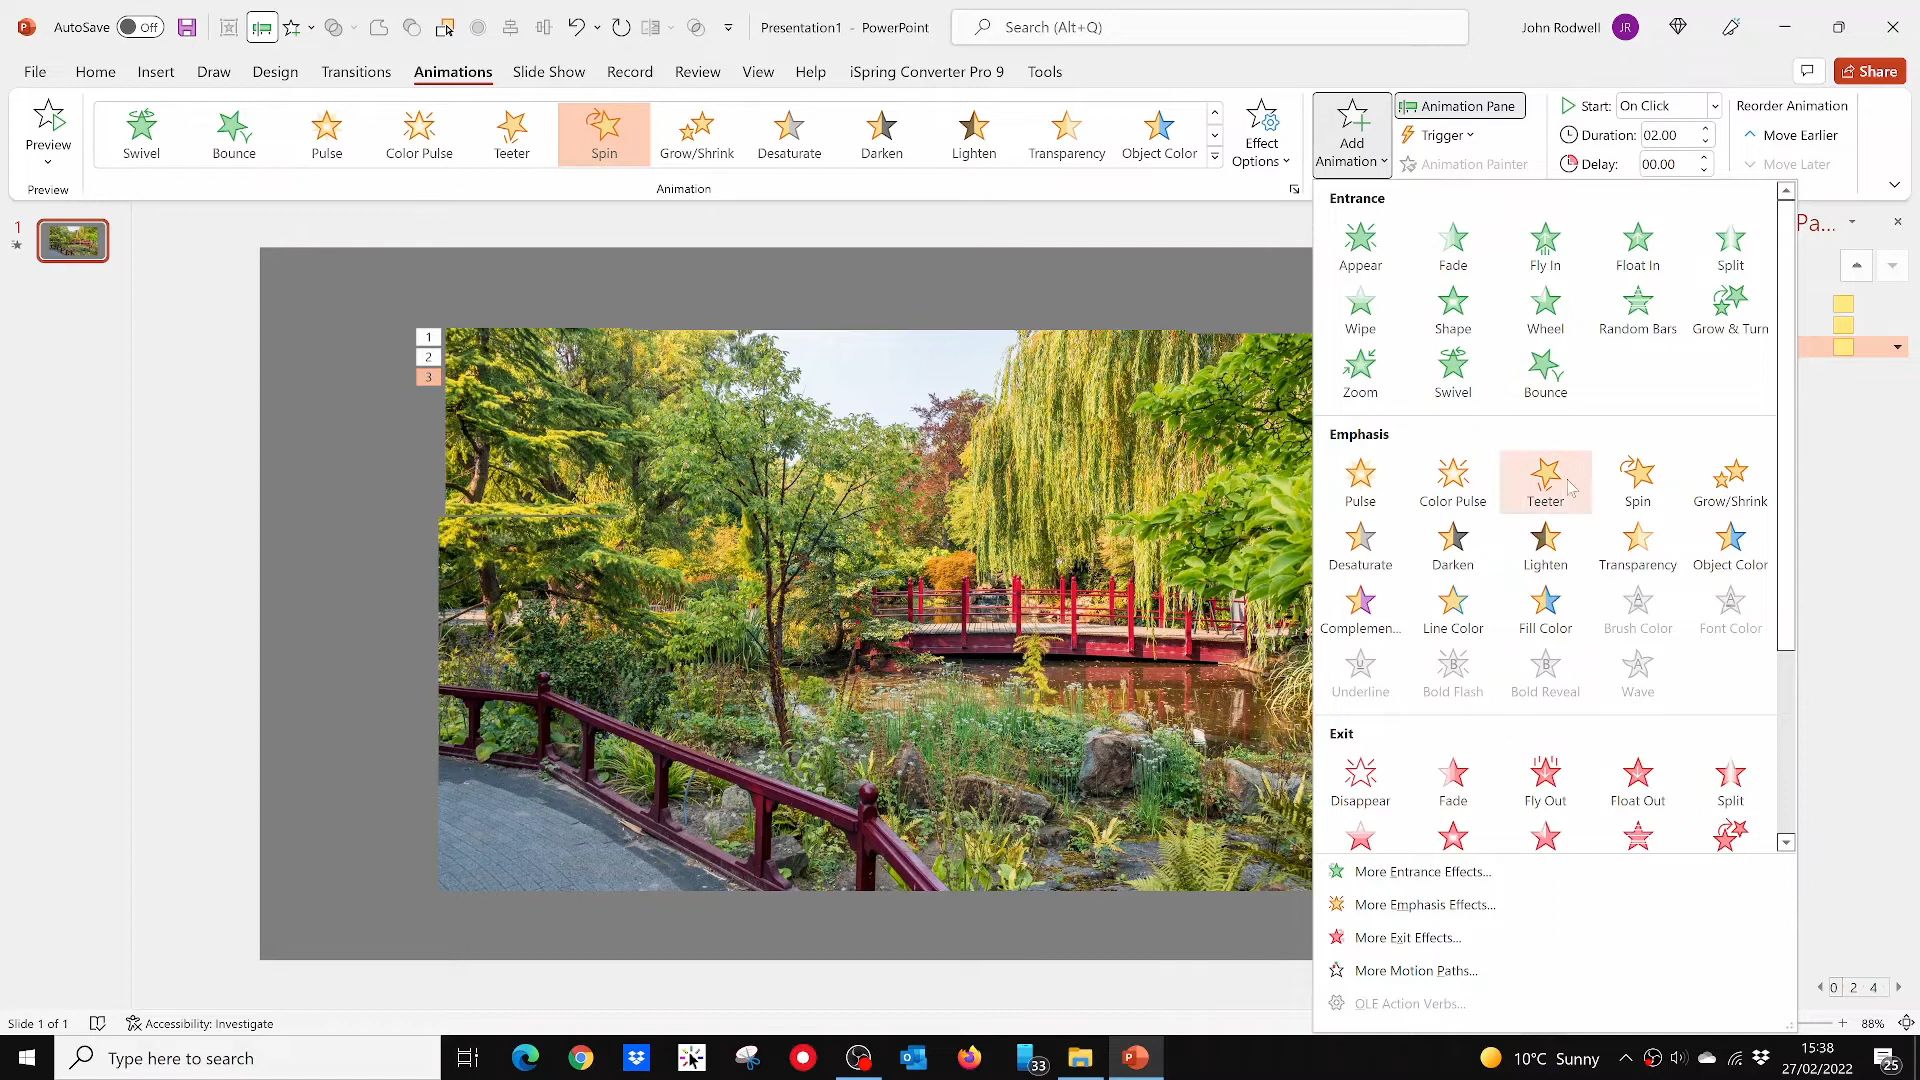 AutoSave Off Presentation1 - PowerPoint Search (Alt+Q) John Rodwell JR
File Home Insert Draw Design Transitions Animations Slide Show Record Review View Help iSpring Converter Pro 9 Tools Share
Preview Swivel Bounce Pulse Color Pulse Teeter Spin Grow/Shrink Desaturate Darken Lighten Transparency Object Color Effect Options Add Animation
Animation Pane Start: On Click Reorder Animation
Trigger Duration: 02.00 Move Earlier
Animation Painter Delay: 00.00 Move Later
Preview Animation
Entrance
Pa...
Appear Fade Fly In Float In Split
Wipe Shape Wheel Random Bars Grow & Turn
Zoom Swivel Bounce
1
1
2
3
Emphasis
Pulse Color Pulse Teeter Spin Grow/Shrink
Desaturate Darken Lighten Transparency Object Color
Complemen... Line Color Fill Color Brush Color Font Color
Underline Bold Flash Bold Reveal Wave
Exit
Disappear Fade Fly Out Float Out Split
More Entrance Effects...
More Emphasis Effects...
More Exit Effects...
More Motion Paths...
OLE Action Verbs...
0 2 4
Slide 1 of 1 Accessibility: Investigate 88%
Type here to search 33 10°C Sunny 15:38
27/02/2022 25